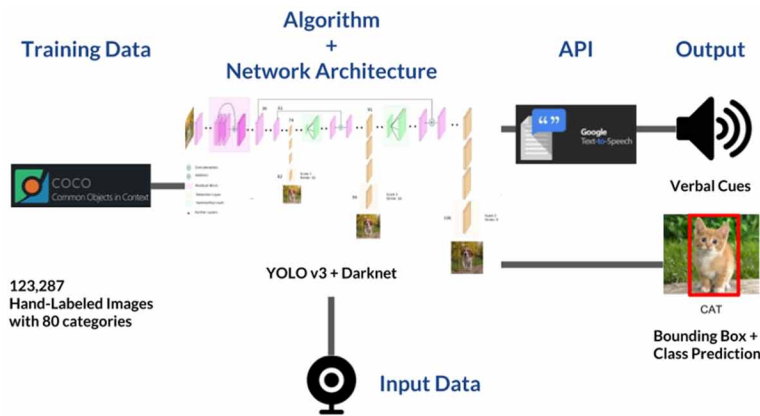 Training Data
Algorithm
+
Network Architecture
API
Output
COCO
Common Objects in Context
Google
Text-to-Speech
Verbal Cues
123,287
Hand-Labeled Images
with 80 categories
YOLO v3 + Darknet
CAT
Bounding Box +
Class Prediction
Input Data